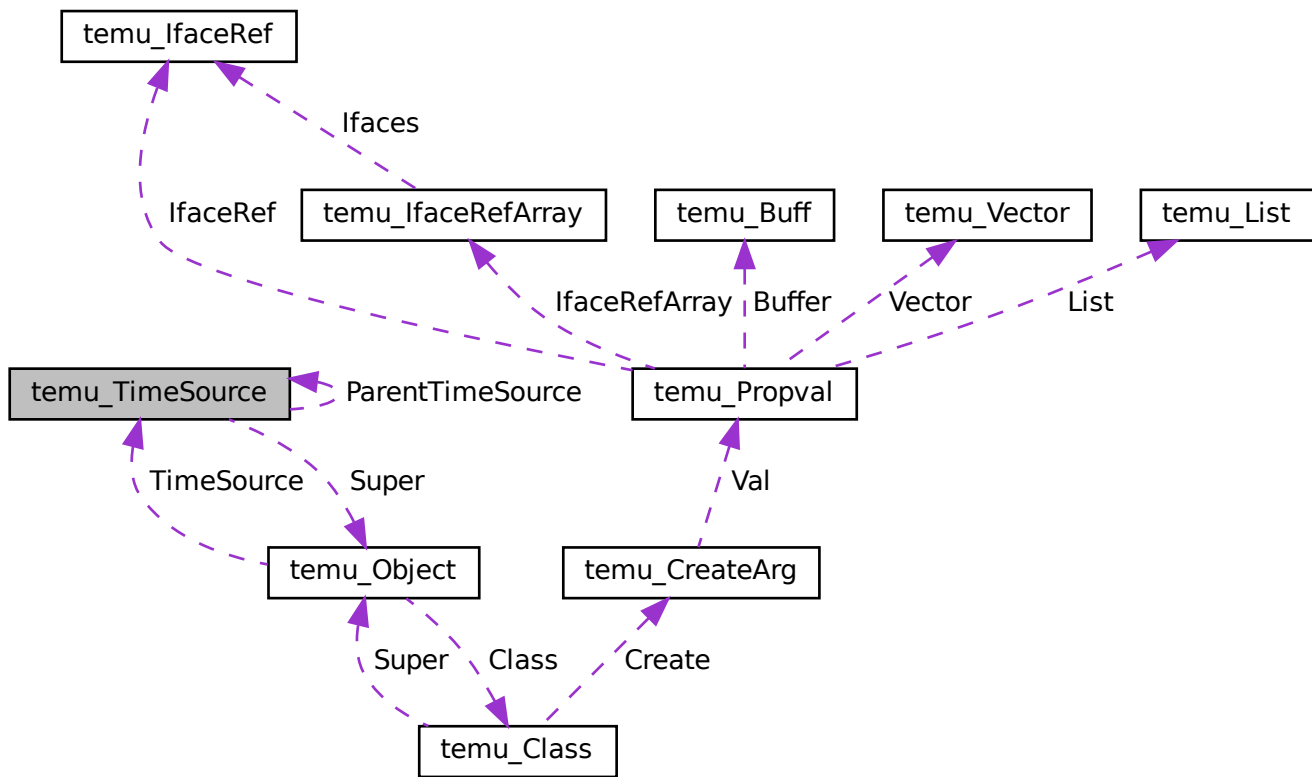 temu_IfaceRef
Ifaces
IfaceRef
temu_IfaceRefArray
temu_Buff
temu_Vector
temu_List
IfaceRefArray
Buffer
Vector
List
temu_TimeSource
ParentTimeSource
temu_Propval
TimeSource
Super
Val
temu_Object
temu_CreateArg
Super
Class
Create
temu_Class